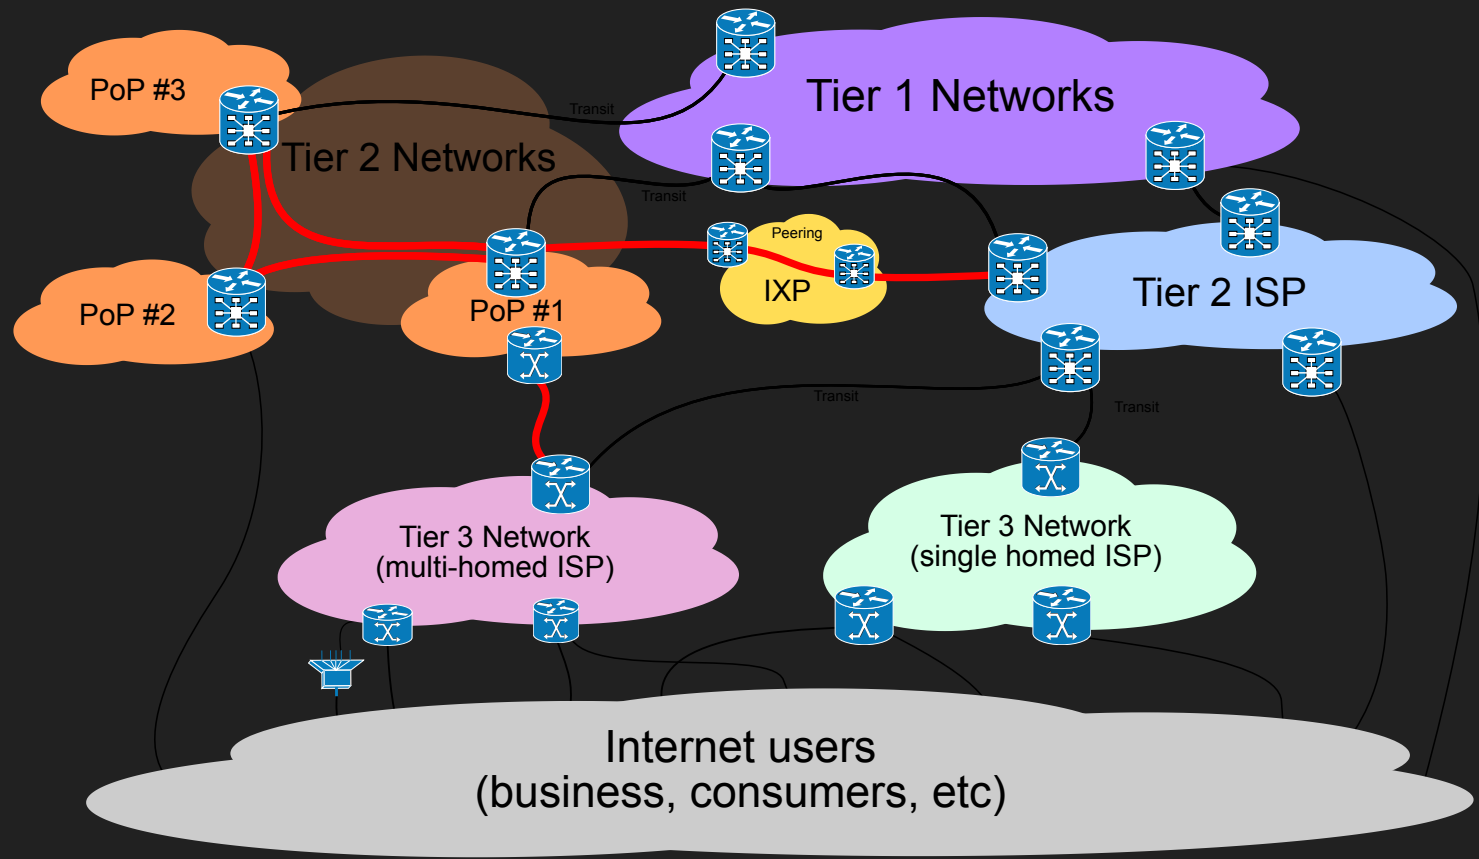 PoP #3
Tier 1 Networks
Transit
Tier 2 Networks
Transit
Peering
IXP
Tier 2 ISP
PoP #2
PoP #1
Transit
Transit
Tier 3 Network
(multi-homed ISP)
Tier 3 Network
(single homed ISP)
Internet users
(business, consumers, etc)